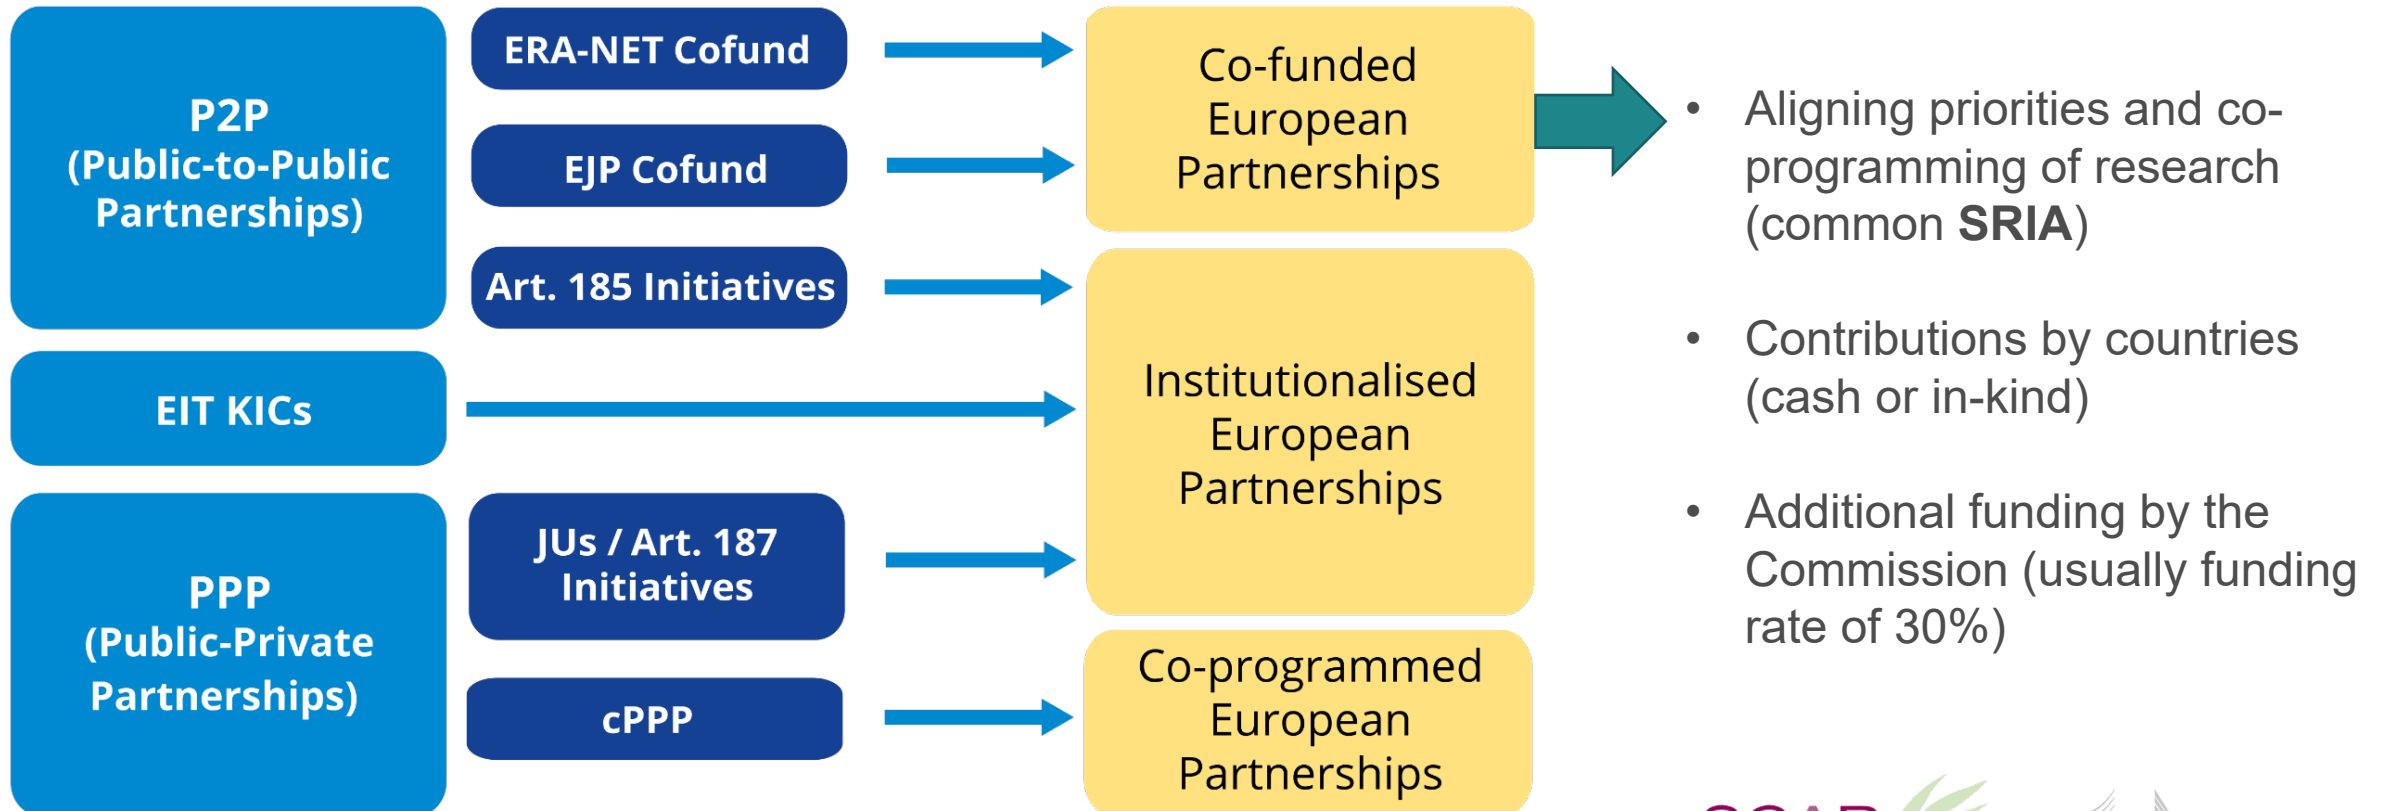 P2P
(Public-to-Public
Partnerships)
ERA-NET Cofund
EJP Cofund
Art. 185 Initiatives
EIT KICs
PPP
(Public-Private
Partnerships)
JUs / Art. 187
Initiatives
cPPP
Co-funded
European
Partnerships
Institutionalised
European
Partnerships
Co-programmed
European
Partnerships
• Aligning priorities and co-
programming of research
(common SRIA)
• Contributions by countries
(cash or in-kind)
• Additional funding by the
Commission (usually funding
rate of 30%)